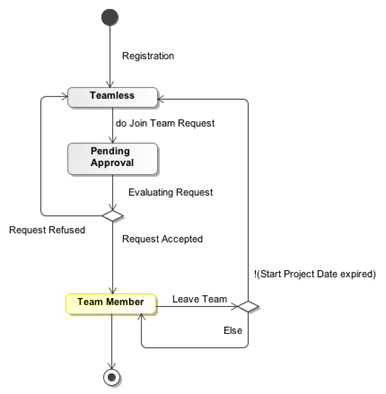 Registration
Teamless
do Join Team Request
Pending
Approval
Evaluating Request
Request Refused
Request Accepted
!(Start Project Date expired)
Team Member
Leave Team
Else